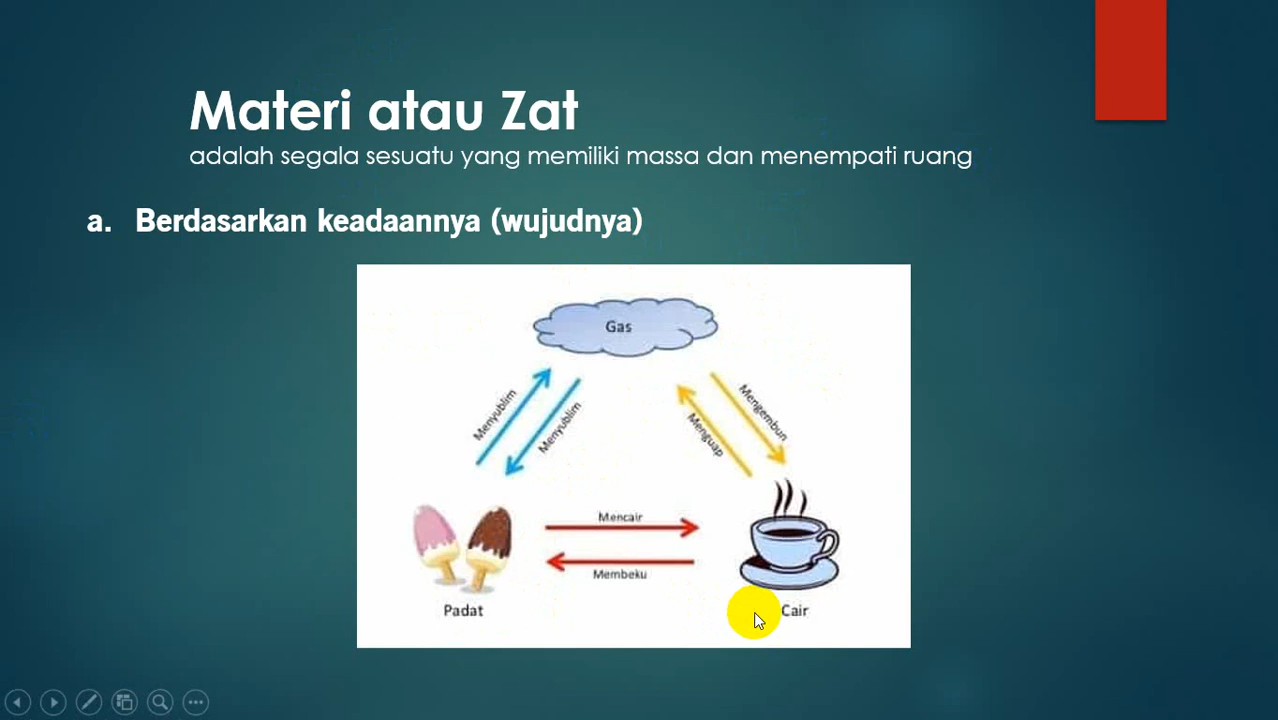 Materi atau Zat
adalah segala sesuatu yang memiliki massa dan menempati ruang
a. Berdasarkan keadaannya (wujudnya)
Gas
Menyublim
Menyublim
Menguap
Mengembun
Mencair
Membeku
Padat
Cair